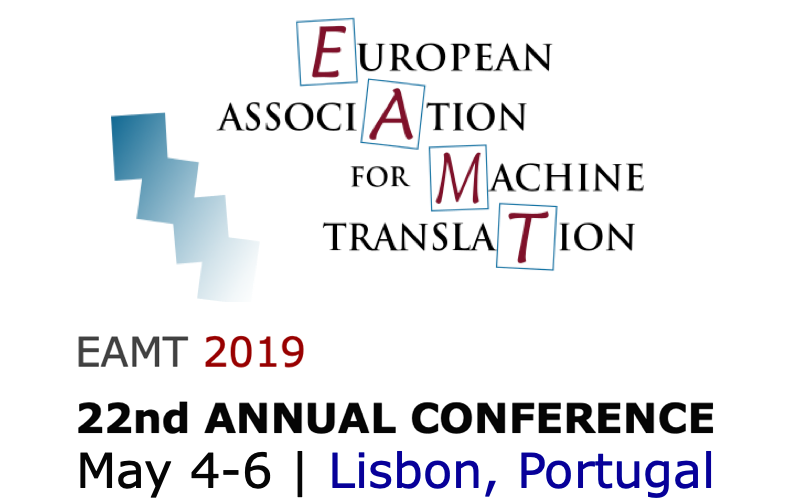 EUROPEAN
ASSOCIATION
FOR MACHINE
TRANSLATION
EAMT 2019
22nd ANNUAL CONFERENCE
May 4-6 | Lisbon, Portugal